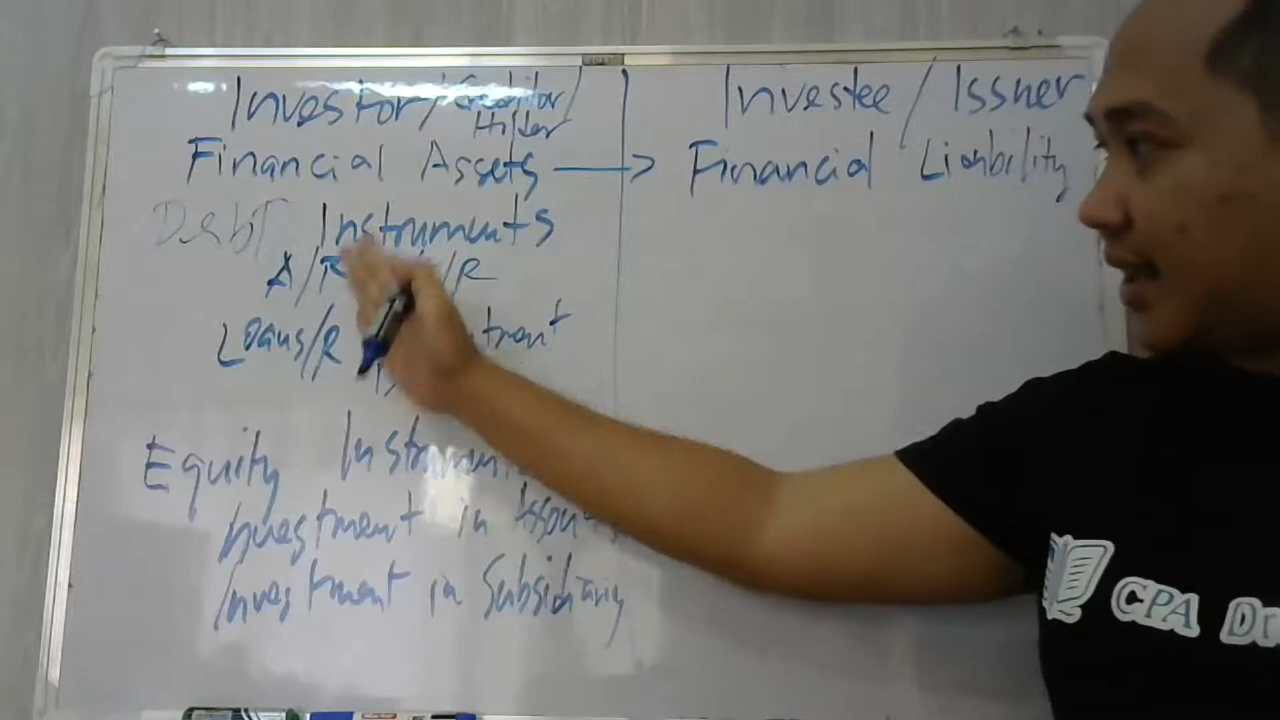 Investor / Creditor /
Holder
Financial Assets →
Debt Instruments
A/R /R
Loans/R
Equity Instrument
Investment in
Investment in Subsidiary
Investee / Issuer
Financial Liability
CPA